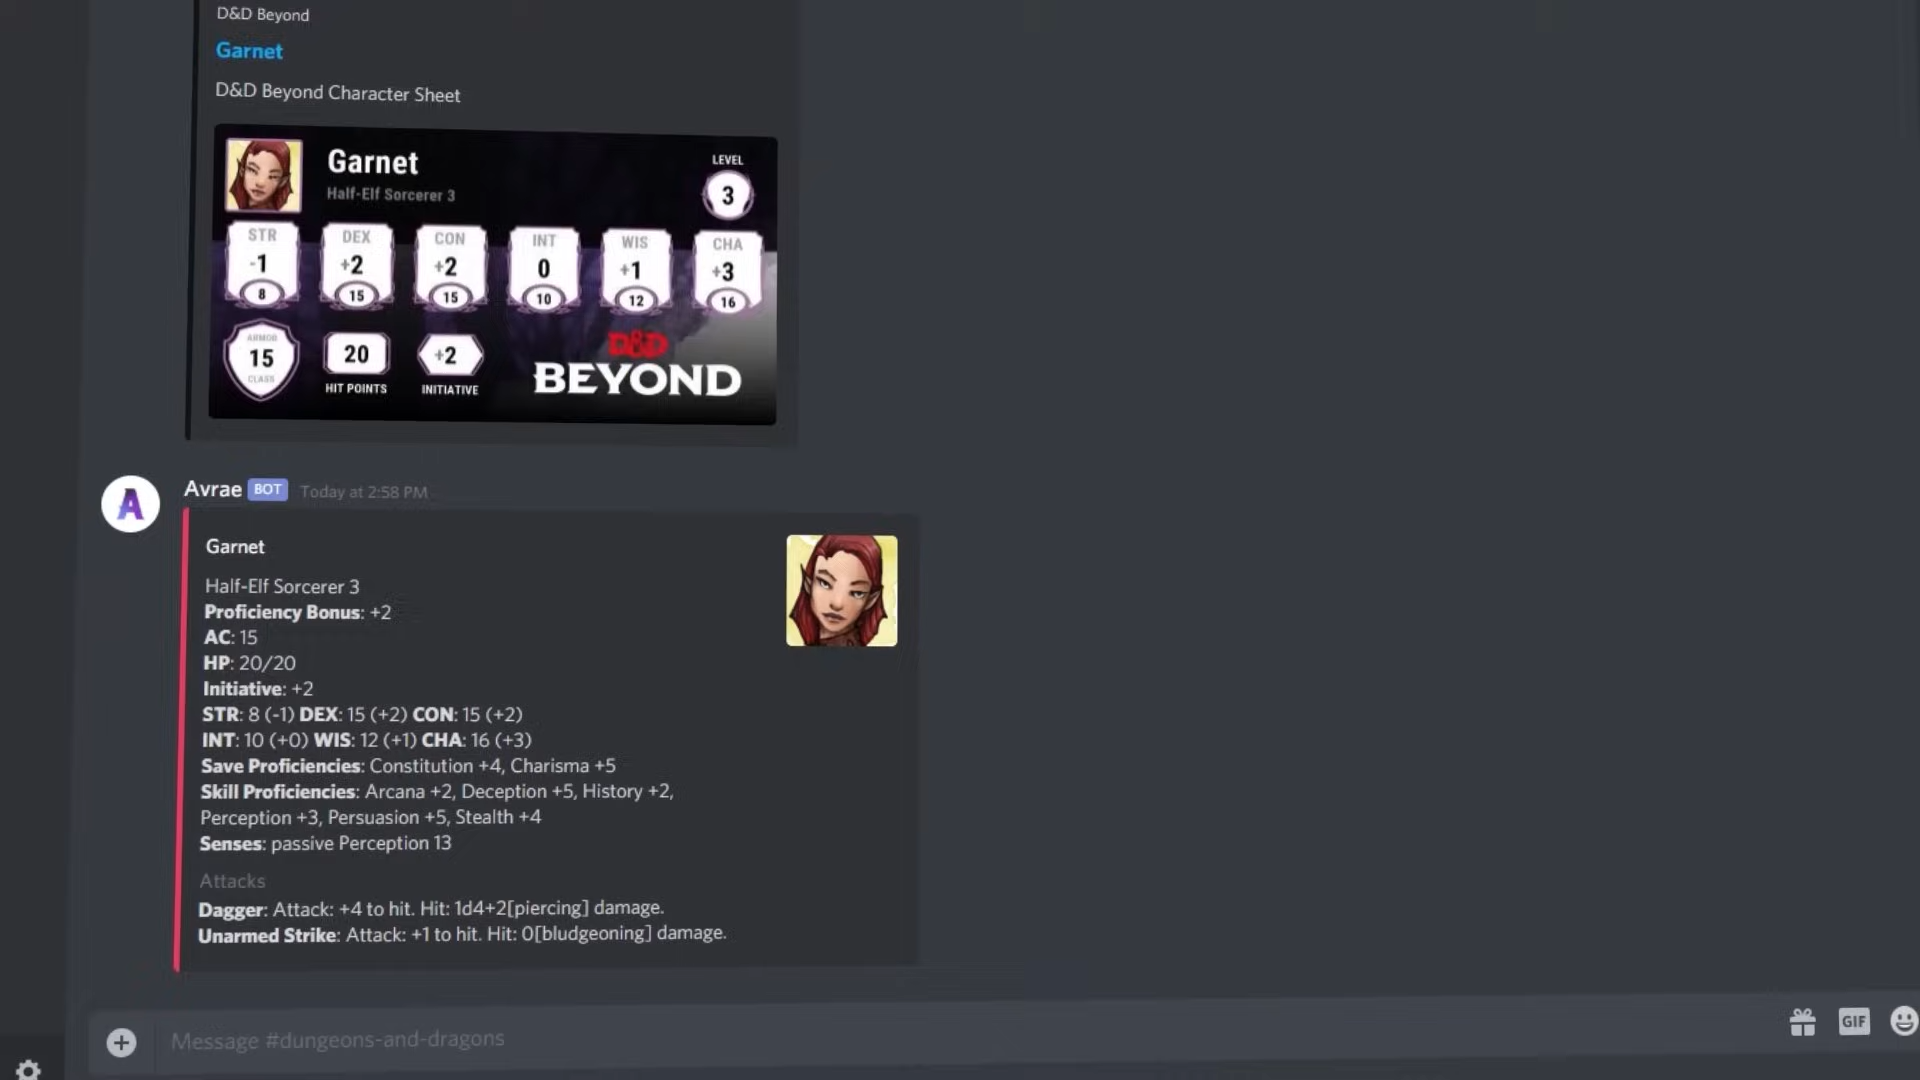 D&D Beyond
Garnet
D&D Beyond Character Sheet
Garnet
LEVEL
Half-Elf Sorcerer 3
3
STR DEX CON INT WIS CHA
-1 +2 +2 0 +1 +3
8 15 15 10 12 16
ARMOR
15 20 +2
CLASS
HIT POINTS INITIATIVE
D&D
BEYOND
A
Avrae BOT Today at 2:58 PM
Garnet
Half-Elf Sorcerer 3
Proficiency Bonus: +2
AC: 15
HP: 20/20
Initiative: +2
STR: 8 (-1) DEX: 15 (+2) CON: 15 (+2)
INT: 10 (+0) WIS: 12 (+1) CHA: 16 (+3)
Save Proficiencies: Constitution +4, Charisma +5
Skill Proficiencies: Arcana +2, Deception +5, History +2,
Perception +3, Persuasion +5, Stealth +4
Senses: passive Perception 13
Attacks
Dagger: Attack: +4 to hit. Hit: 1d4+2[piercing] damage.
Unarmed Strike: Attack: +1 to hit. Hit: 0[bludgeoning] damage.
Message #dungeons-and-dragons
GIF